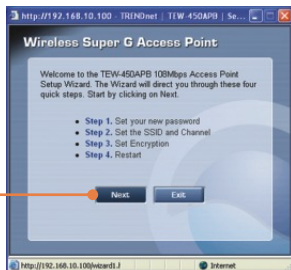 http://192.168.10.100 - TRENDnet | TEW-450APB | Se...
Wireless Super G Access Point
Welcome to the TEW-450APB 108Mbps Access Point
Setup Wizard. The Wizard will direct you through these four
quick steps. Start by clicking on Next.
• Step 1. Set your new password
• Step 2. Set the SSID and Channel
• Step 3. Set Encryption
• Step 4. Restart
Next Exit
http://192.168.10.100/wizard1.
Internet